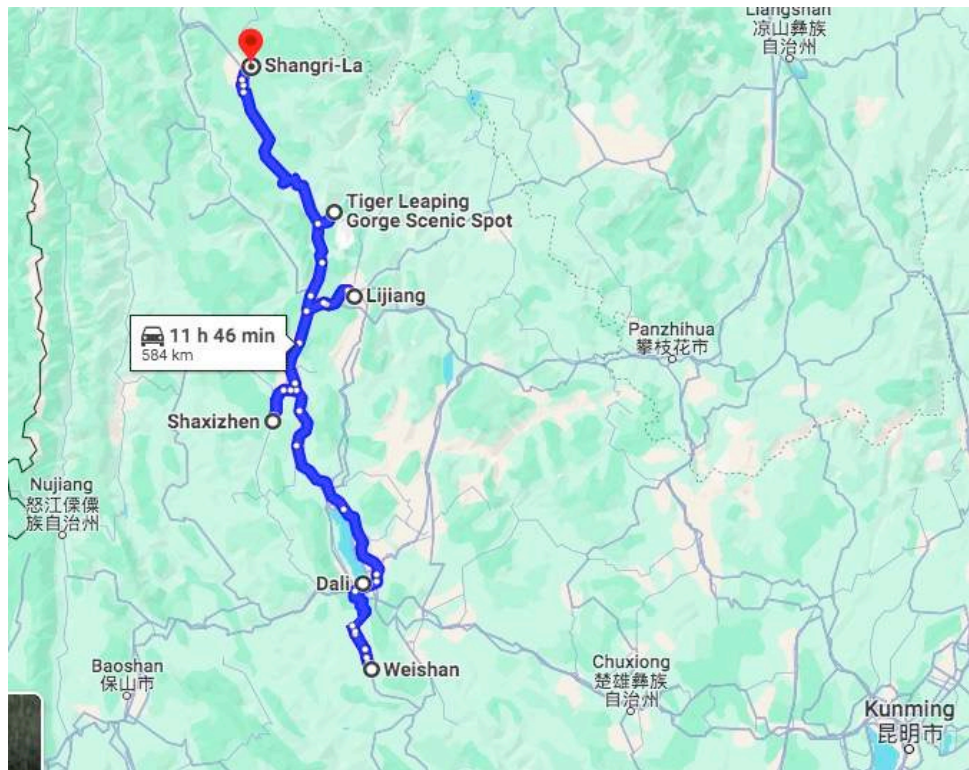 Liangshan
凉山彝族
自治州
Shangri-La
Tiger Leaping
Gorge Scenic Spot
Lijiang
11 h 46 min
584 km
Panzhihua
攀枝花市
Shaxizhen
Nujiang
怒江傈僳
族自治州
Dali
Weishan
Baoshan
保山市
Chuxiong
楚雄彝族
自治州
Kunming
昆明市